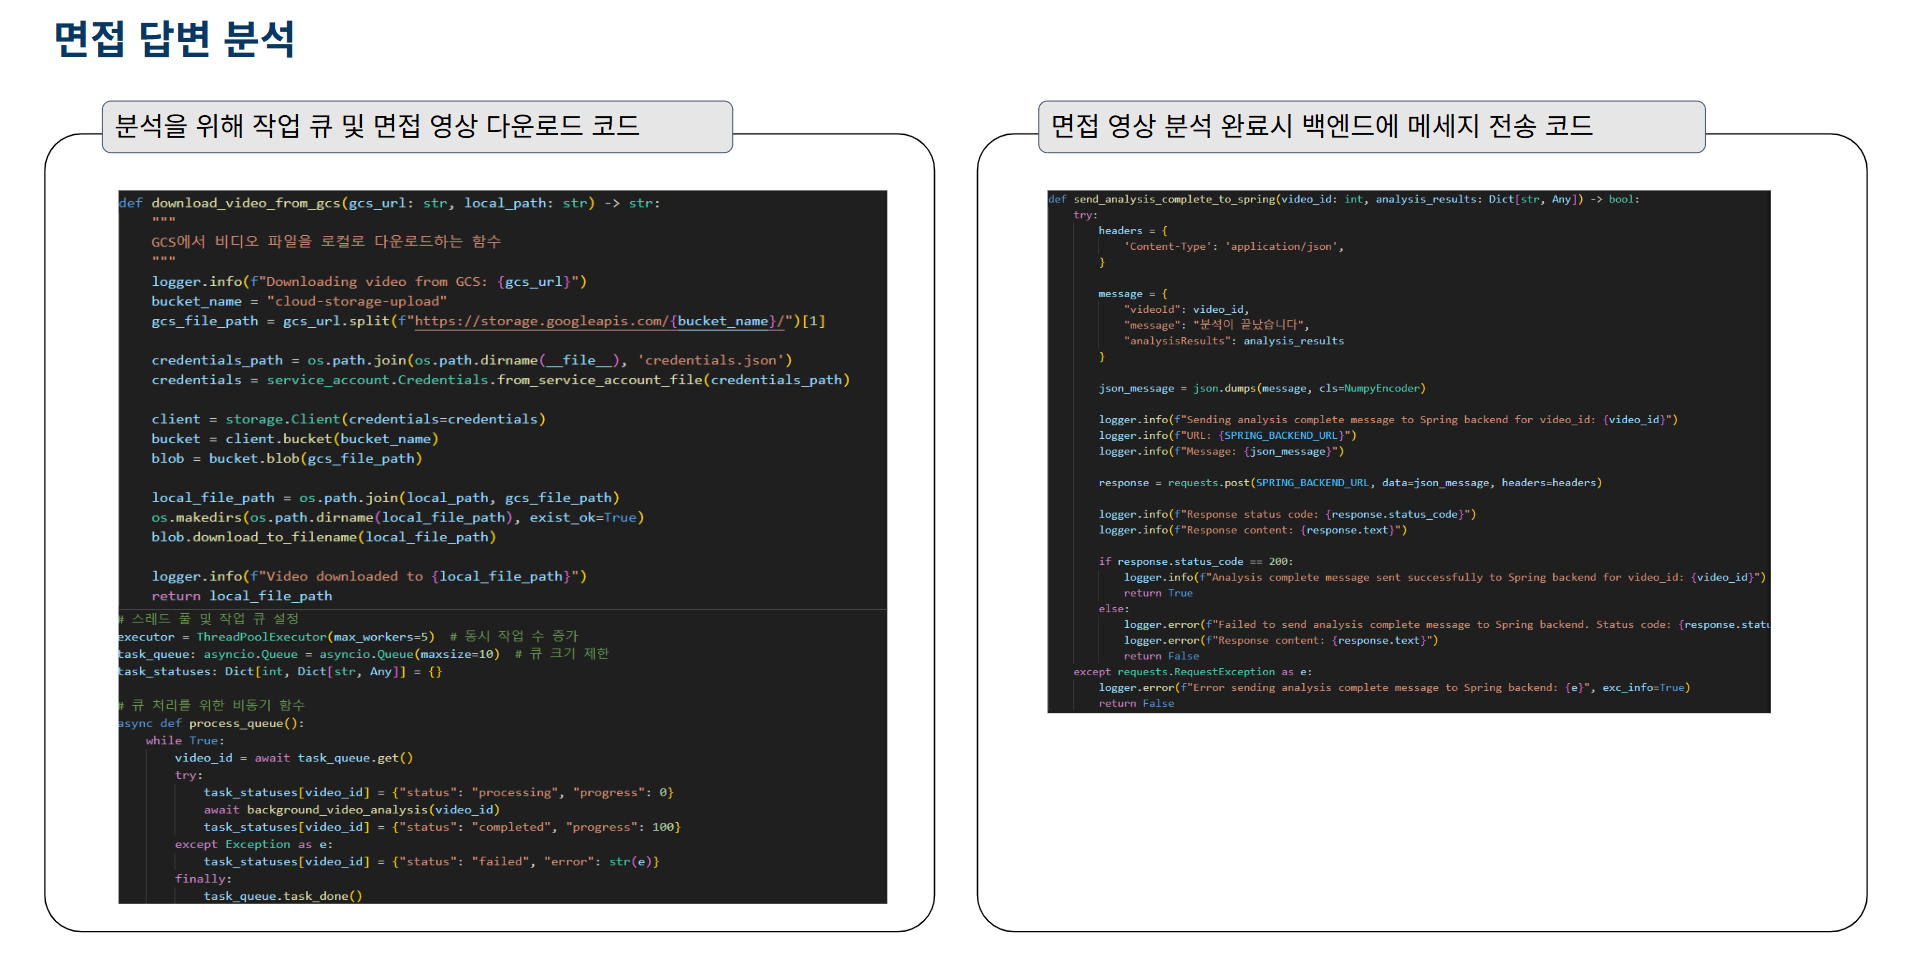 면접 답변 분석
분석을 위해 작업 큐 및 면접 영상 다운로드 코드
def download_video_from_gcs(gcs_url: str, local_path: str) -> str:
    """
    GCS에서 비디오 파일을 로컬로 다운로드하는 함수
    """
    logger.info(f"Downloading video from GCS: {gcs_url}")
    bucket_name = "cloud-storage-upload"
    gcs_file_path = gcs_url.split(f"https://storage.googleapis.com/{bucket_name}/")[1]
    credentials_path = os.path.join(os.path.dirname(__file__), 'credentials.json')
    credentials = service_account.Credentials.from_service_account_file(credentials_path)
    client = storage.Client(credentials=credentials)
    bucket = client.bucket(bucket_name)
    blob = bucket.blob(gcs_file_path)
    local_file_path = os.path.join(local_path, gcs_file_path)
    os.makedirs(os.path.dirname(local_file_path), exist_ok=True)
    blob.download_to_filename(local_file_path)
    logger.info(f"Video downloaded to {local_file_path}")
    return local_file_path
# 스레드 풀 및 작업 큐 설정
executor = ThreadPoolExecutor(max_workers=5)  # 동시 작업 수 증가
task_queue: asyncio.Queue = asyncio.Queue(maxsize=10)  # 큐 크기 제한
task_statuses: Dict[int, Dict[str, Any]] = {}
# 큐 처리를 위한 비동기 함수
async def process_queue():
    while True:
        video_id = await task_queue.get()
        try:
            task_statuses[video_id] = {"status": "processing", "progress": 0}
            await background_video_analysis(video_id)
            task_statuses[video_id] = {"status": "completed", "progress": 100}
        except Exception as e:
            task_statuses[video_id] = {"status": "failed", "error": str(e)}
        finally:
            task_queue.task_done()
면접 영상 분석 완료시 백엔드에 메세지 전송 코드
def send_analysis_complete_to_spring(video_id: int, analysis_results: Dict[str, Any]) -> bool:
    try:
        headers = {
            'Content-Type': 'application/json',
        }
        message = {
            "videoId": video_id,
            "message": "분석이 끝났습니다",
            "analysisResults": analysis_results
        }
        json_message = json.dumps(message, cls=NumpyEncoder)
        logger.info(f"Sending analysis complete message to Spring backend for video_id: {video_id}")
        logger.info(f"URL: {SPRING_BACKEND_URL}")
        logger.info(f"Message: {json_message}")
        response = requests.post(SPRING_BACKEND_URL, data=json_message, headers=headers)
        logger.info(f"Response status code: {response.status_code}")
        logger.info(f"Response content: {response.text}")
        if response.status_code == 200:
            logger.info(f"Analysis complete message sent successfully to Spring backend for video_id: {video_id}")
            return True
        else:
            logger.error(f"Failed to send analysis complete message to Spring backend. Status code: {response.statu
            logger.error(f"Response content: {response.text}")
            return False
    except requests.RequestException as e:
        logger.error(f"Error sending analysis complete message to Spring backend: {e}", exc_info=True)
        return False